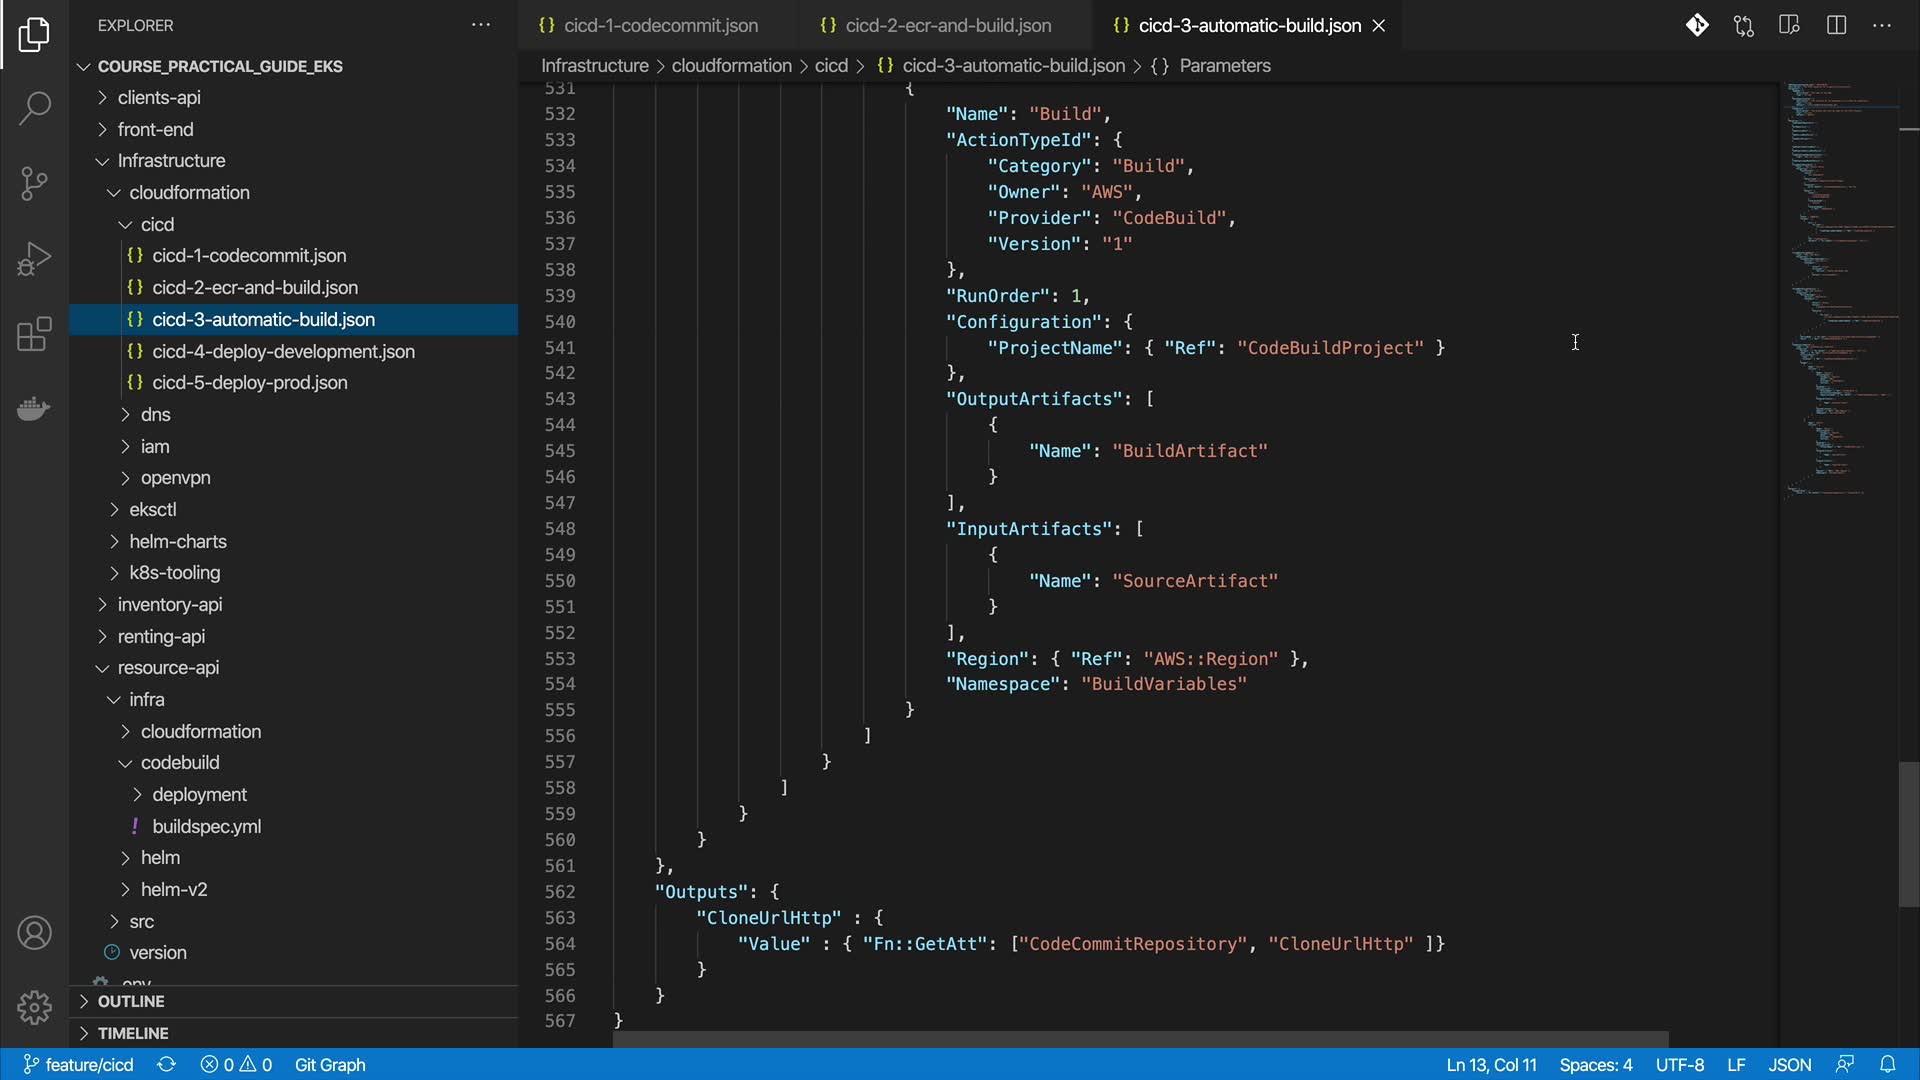 EXPLORER
COURSE_PRACTICAL_GUIDE_EKS
clients-api
front-end
Infrastructure
cloudformation
cicd
{} cicd-1-codecommit.json
{} cicd-2-ecr-and-build.json
{} cicd-3-automatic-build.json
{} cicd-4-deploy-development.json
{} cicd-5-deploy-prod.json
dns
iam
openvpn
eksctl
helm-charts
k8s-tooling
inventory-api
renting-api
resource-api
infra
cloudformation
codebuild
deployment
! buildspec.yml
helm
helm-v2
src
version
OUTLINE
TIMELINE
{} cicd-1-codecommit.json {} cicd-2-ecr-and-build.json {} cicd-3-automatic-build.json
Infrastructure > cloudformation > cicd > {} cicd-3-automatic-build.json > {} Parameters
531 {
532 "Name": "Build",
533 "ActionTypeId": {
534 "Category": "Build",
535 "Owner": "AWS",
536 "Provider": "CodeBuild",
537 "Version": "1"
538 },
539 "RunOrder": 1,
540 "Configuration": {
541 "ProjectName": { "Ref": "CodeBuildProject" }
542 },
543 "OutputArtifacts": [
544 {
545 "Name": "BuildArtifact"
546 }
547 ],
548 "InputArtifacts": [
549 {
550 "Name": "SourceArtifact"
551 }
552 ],
553 "Region": { "Ref": "AWS::Region" },
554 "Namespace": "BuildVariables"
555 }
556 ]
557 }
558 ]
559 }
560 }
561 },
562 "Outputs": {
563 "CloneUrlHttp" : {
564 "Value" : { "Fn::GetAtt": ["CodeCommitRepository", "CloneUrlHttp" ]}
565 }
566 }
567 }
feature/cicd 0 0 Git Graph Ln 13, Col 11 Spaces: 4 UTF-8 LF JSON